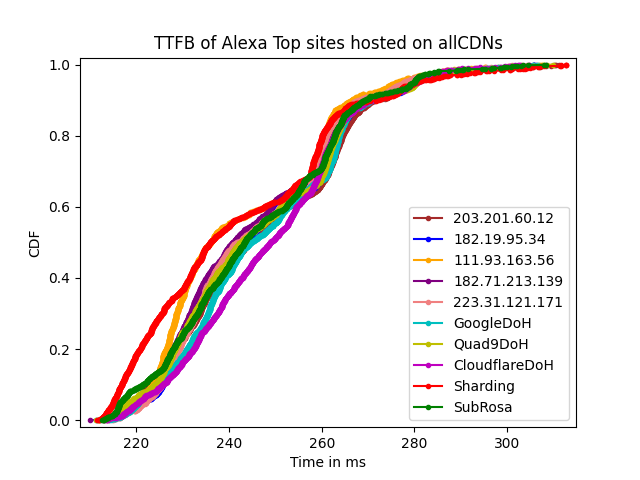 TTFB of Alexa Top sites hosted on allCDNs
1.0
0.8
0.6
0.4
0.2
0.0
CDF
203.201.60.12
182.19.95.34
111.93.163.56
182.71.213.139
223.31.121.171
GoogleDoH
Quad9DoH
CloudflareDoH
Sharding
SubRosa
220 240 260 280 300
Time in ms